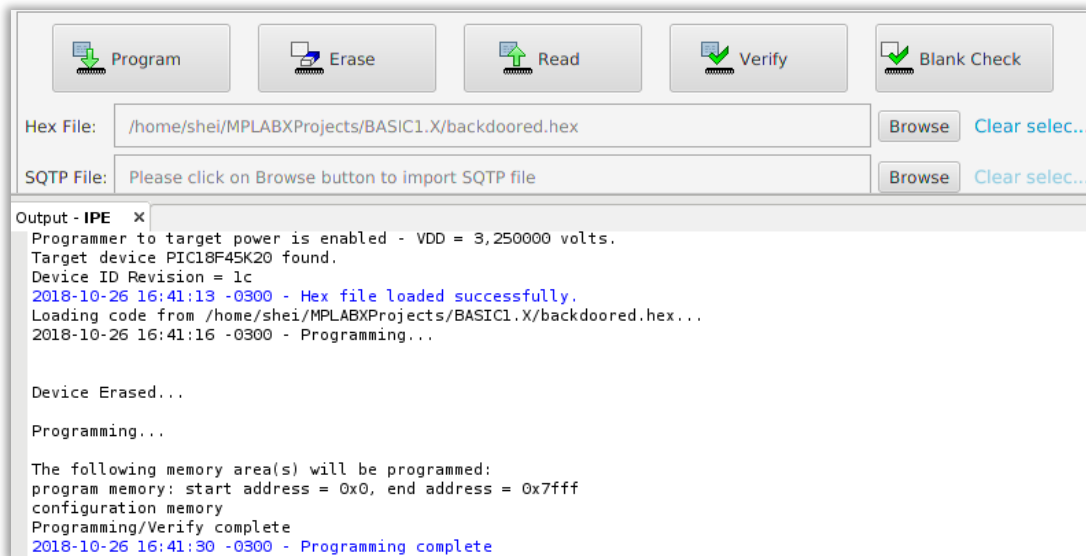 Program Erase Read Verify Blank Check
Hex File: /home/shei/MPLABXProjects/BASIC1.X/backdoored.hex Browse Clear selec...
SQTP File: Please click on Browse button to import SQTP file Browse Clear selec...
Output - IPE x
Programmer to target power is enabled - VDD = 3,250000 volts.
Target device PIC18F45K20 found.
Device ID Revision = 1c
2018-10-26 16:41:13 -0300 - Hex file loaded successfully.
Loading code from /home/shei/MPLABXProjects/BASIC1.X/backdoored.hex...
2018-10-26 16:41:16 -0300 - Programming...
Device Erased...
Programming...
The following memory area(s) will be programmed:
program memory: start address = 0x0, end address = 0x7fff
configuration memory
Programming/Verify complete
2018-10-26 16:41:30 -0300 - Programming complete